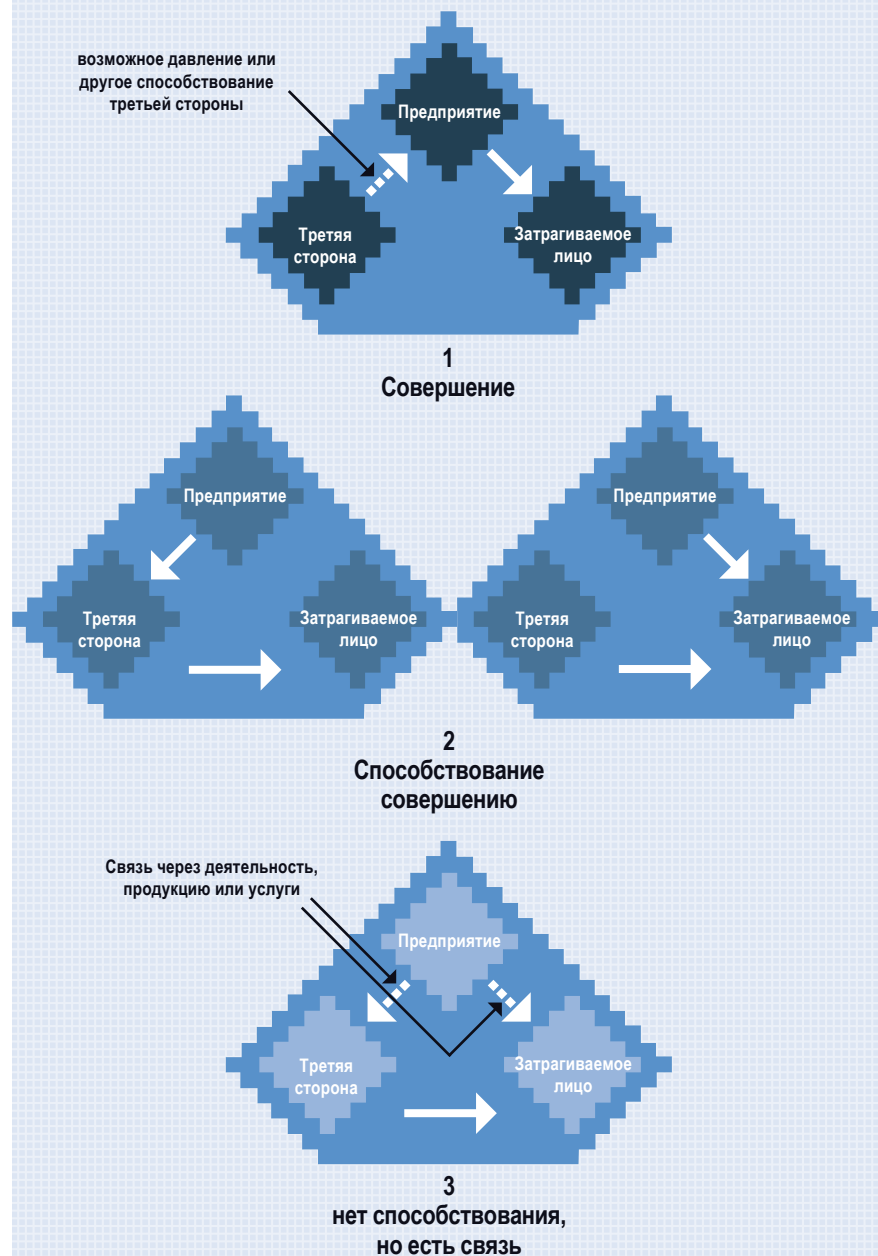 возможное давление или
другое способствование
третьей стороны
Предприятие
Третяя
сторона
Затрагиваемое
лицо
1
Совершение
Предприятие
Третяя
сторона
Затрагиваемое
лицо
Предприятие
Третяя
сторона
Затрагиваемое
лицо
2
Способствование
совершению
Связь через деятельность,
продукцию или услуги
Предприятие
Третяя
сторона
Затрагиваемое
лицо
3
нет способствования,
но есть связь